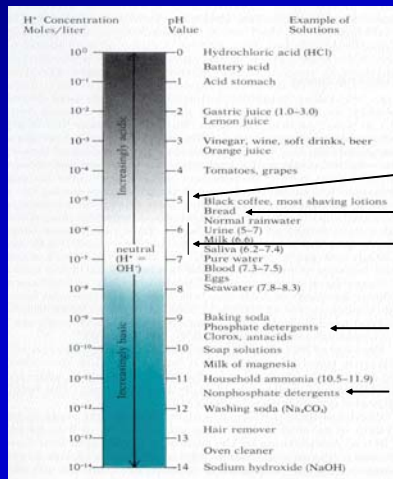 H⁺ Concentration Moles/liter
pH Value
Example of Solutions
10⁰ 0 Hydrochloric acid (HCl)
Battery acid
10⁻¹ 1 Acid stomach
10⁻² 2 Gastric juice (1.0–3.0)
Lemon juice
10⁻³ 3 Vinegar, wine, soft drinks, beer
Orange juice
10⁻⁴ 4 Tomatoes, grapes
10⁻⁵ 5
Black coffee, most shaving lotions
Bread
Normal rainwater
10⁻⁶ 6 Urine (5–7)
Milk (6.6)
Saliva (6.2–7.4)
10⁻⁷ 7 Pure water
Blood (7.3–7.5)
Eggs
10⁻⁸ 8 Seawater (7.8–8.3)
10⁻⁹ 9 Baking soda
Phosphate detergents
Clorox, antacids
10⁻¹⁰ 10 Soap solutions
Milk of magnesia
10⁻¹¹ 11 Household ammonia (10.5–11.9)
Nonphosphate detergents
10⁻¹² 12 Washing soda (Na₂CO₃)
10⁻¹³ 13 Hair remover
Oven cleaner
10⁻¹⁴ 14 Sodium hydroxide (NaOH)
Increasingly acidic
neutral
(H⁺ =
OH⁻)
Increasingly basic